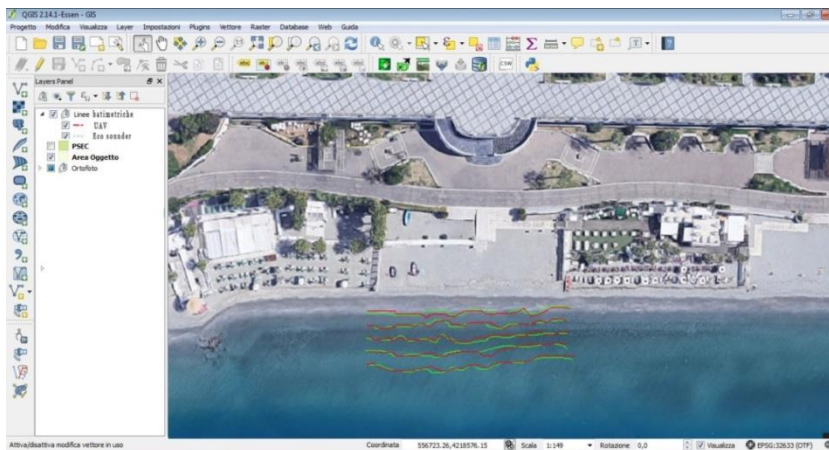 QGIS 2.14.1-Essen - GIS
Progetto Modifica Visualizza Layer Impostazioni Plugins Vettore Raster Database Web Guida
Layers Panel
Linee batimetriche
UAV
Eco sounder
PSEC
Area Oggetto
Ortofoto
Attiva/disattiva modifica vettore in uso
Coordinata 556723.26,4218576.15 Scala 1:149 Rotazione 0,0 Visualizza EPSG:32633 (OTF)